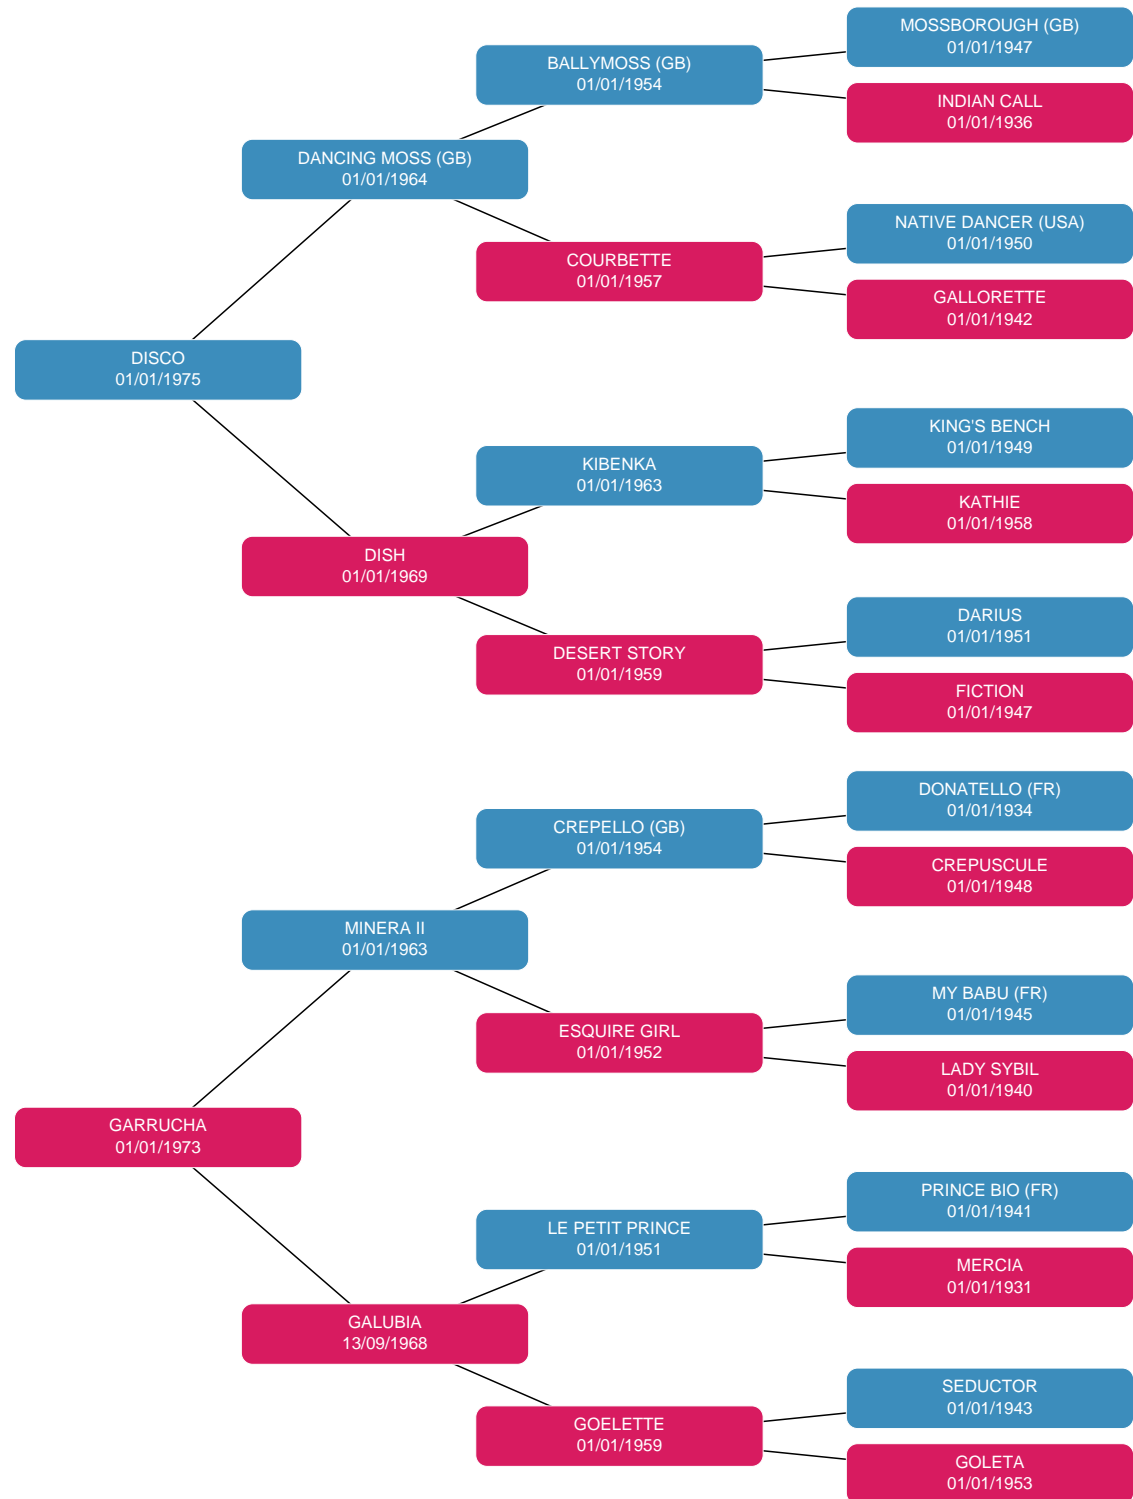 MOSSBOROUGH (GB)
01/01/1947
BALLYMOSS (GB)
01/01/1954
INDIAN CALL
01/01/1936
DANCING MOSS (GB)
01/01/1964
NATIVE DANCER (USA)
01/01/1950
COURBETTE
01/01/1957
GALLORETTE
01/01/1942
DISCO
01/01/1975
KING'S BENCH
01/01/1949
KIBENKA
01/01/1963
KATHIE
01/01/1958
DISH
01/01/1969
DARIUS
01/01/1951
DESERT STORY
01/01/1959
FICTION
01/01/1947
DONATELLO (FR)
01/01/1934
CREPELLO (GB)
01/01/1954
CREPUSCULE
01/01/1948
MINERA II
01/01/1963
MY BABU (FR)
01/01/1945
ESQUIRE GIRL
01/01/1952
LADY SYBIL
01/01/1940
GARRUCHA
01/01/1973
PRINCE BIO (FR)
01/01/1941
LE PETIT PRINCE
01/01/1951
MERCIA
01/01/1931
GALUBIA
13/09/1968
SEDUCTOR
01/01/1943
GOELETTE
01/01/1959
GOLETA
01/01/1953